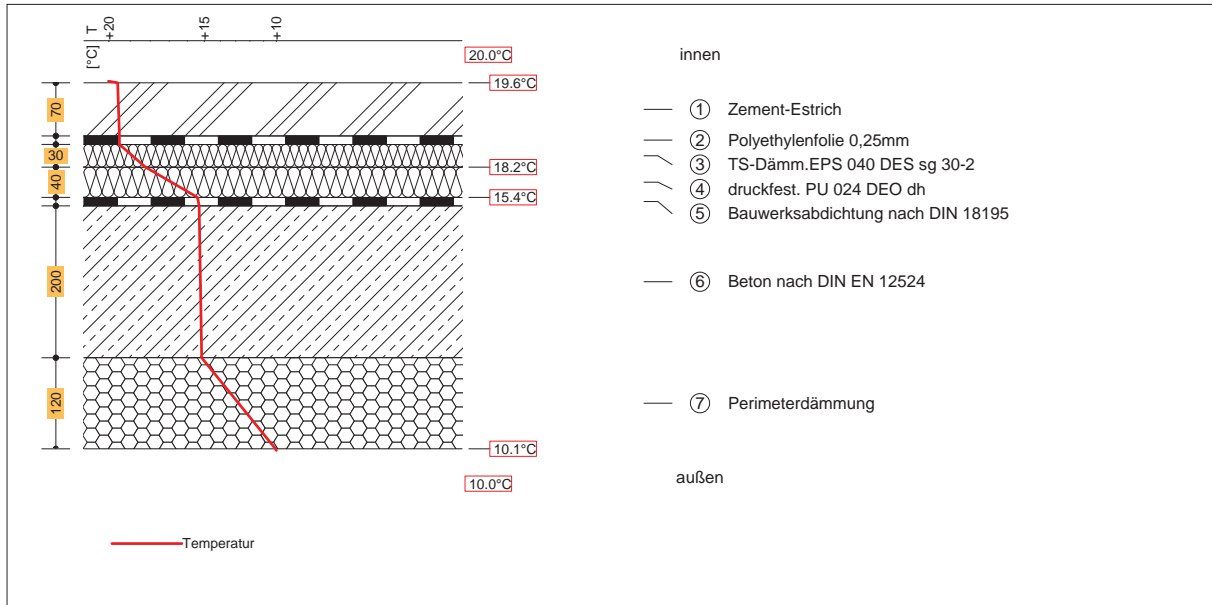 T
[°C]
+20
+15
+10
20.0°C
innen
19.6°C
70
1 Zement-Estrich
2 Polyethylenfolie 0,25mm
30
3 TS-Dämm.EPS 040 DES sg 30-2
18.2°C
40
4 druckfest. PU 024 DEO dh
15.4°C
5 Bauwerksabdichtung nach DIN 18195
200
6 Beton nach DIN EN 12524
120
7 Perimeterdämmung
10.1°C
außen
10.0°C
Temperatur